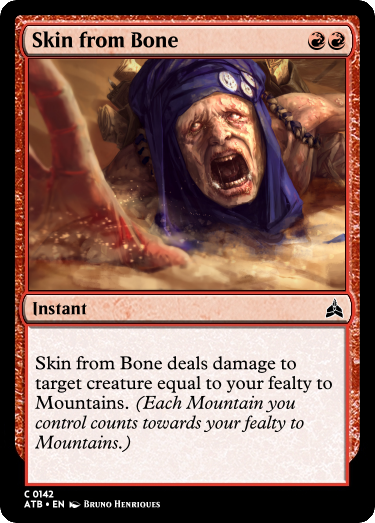 Skin from Bone
Instant
Skin from Bone deals damage to
target creature equal to your fealty to
Mountains. (Each Mountain you
control counts towards your fealty to
Mountains.)
C 0142
ATB • EN Bruno Henriques